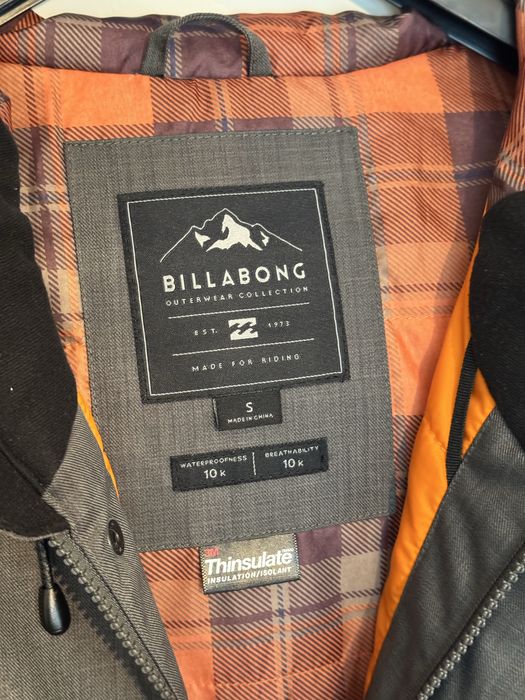 BILLABONG
OUTERWEAR COLLECTION
EST. 1973
MADE FOR RIDING
S
MADE IN CHINA
WATERPROOFNESS
10 K
BREATHABILITY
10 K
3M
Thinsulate
INSULATION/ISOLANT